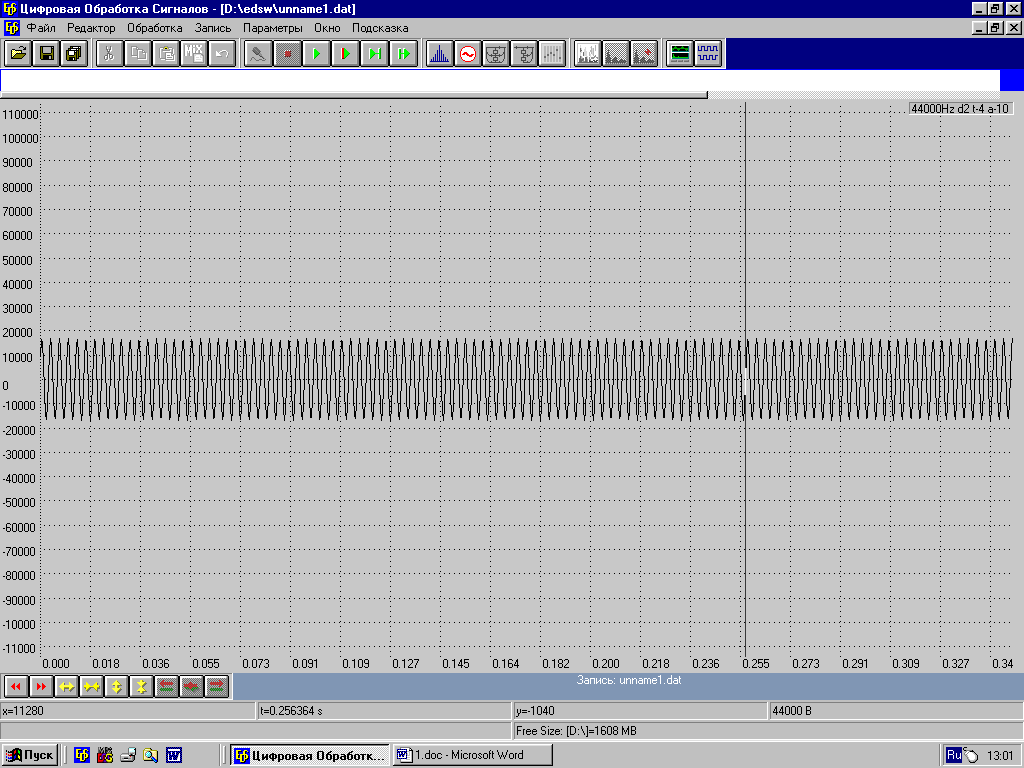 Цифровая Обработка Сигналов - [D:\edsw\unname1.dat]
Файл Редактор Обработка Запись Параметры Окно Подсказка
MiX
44000Hz d2 t-4 a-10
110000
100000
90000
80000
70000
60000
50000
40000
30000
20000
10000
0
-10000
-20000
-30000
-40000
-50000
-60000
-70000
-80000
-90000
-10000
-11000
0.000 0.018 0.036 0.055 0.073 0.091 0.109 0.127 0.145 0.164 0.182 0.200 0.218 0.236 0.255 0.273 0.291 0.309 0.327 0.34
Запись: unname1.dat
x=11280 t=0.256364 s y=-1040 44000 B
Free Size: [D:\]=1608 MB
Пуск Цифровая Обработк... 1.doc - Microsoft Word Ru 13:01